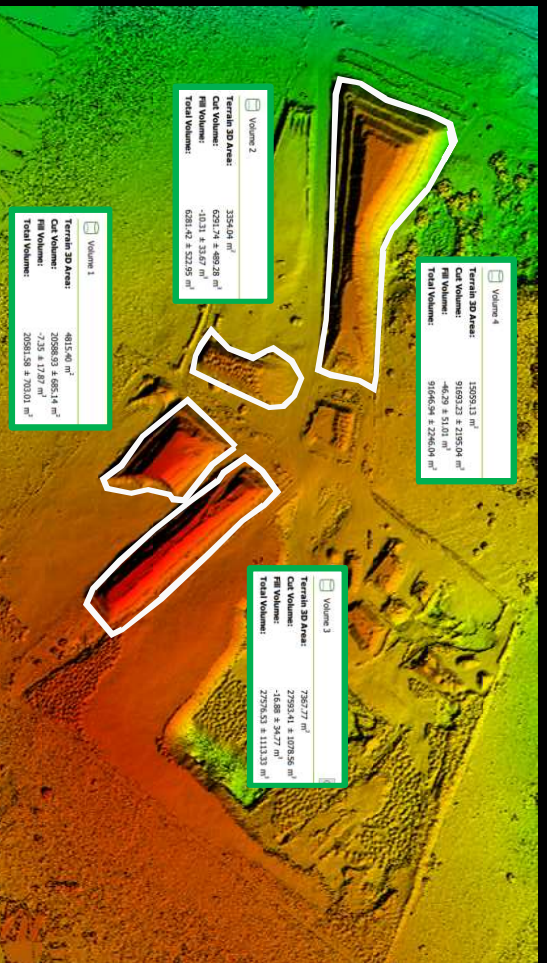 Volume 4
Terrain 3D Area: 15059.13 m²
Cut Volume: 91693.23 ± 2195.04 m³
Fill Volume: -46.29 ± 51.01 m³
Total Volume: 91646.94 ± 2246.04 m³
Volume 3
Terrain 3D Area: 7367.77 m²
Cut Volume: 27593.41 ± 1078.56 m³
Fill Volume: -16.88 ± 34.77 m³
Total Volume: 27576.53 ± 1113.33 m³
Volume 2
Terrain 3D Area: 3354.04 m²
Cut Volume: 6291.74 ± 489.28 m³
Fill Volume: -10.31 ± 33.67 m³
Total Volume: 6281.42 ± 522.95 m³
Volume 1
Terrain 3D Area: 4815.40 m²
Cut Volume: 20588.93 ± 685.14 m³
Fill Volume: -7.35 ± 17.87 m³
Total Volume: 20581.58 ± 703.01 m³